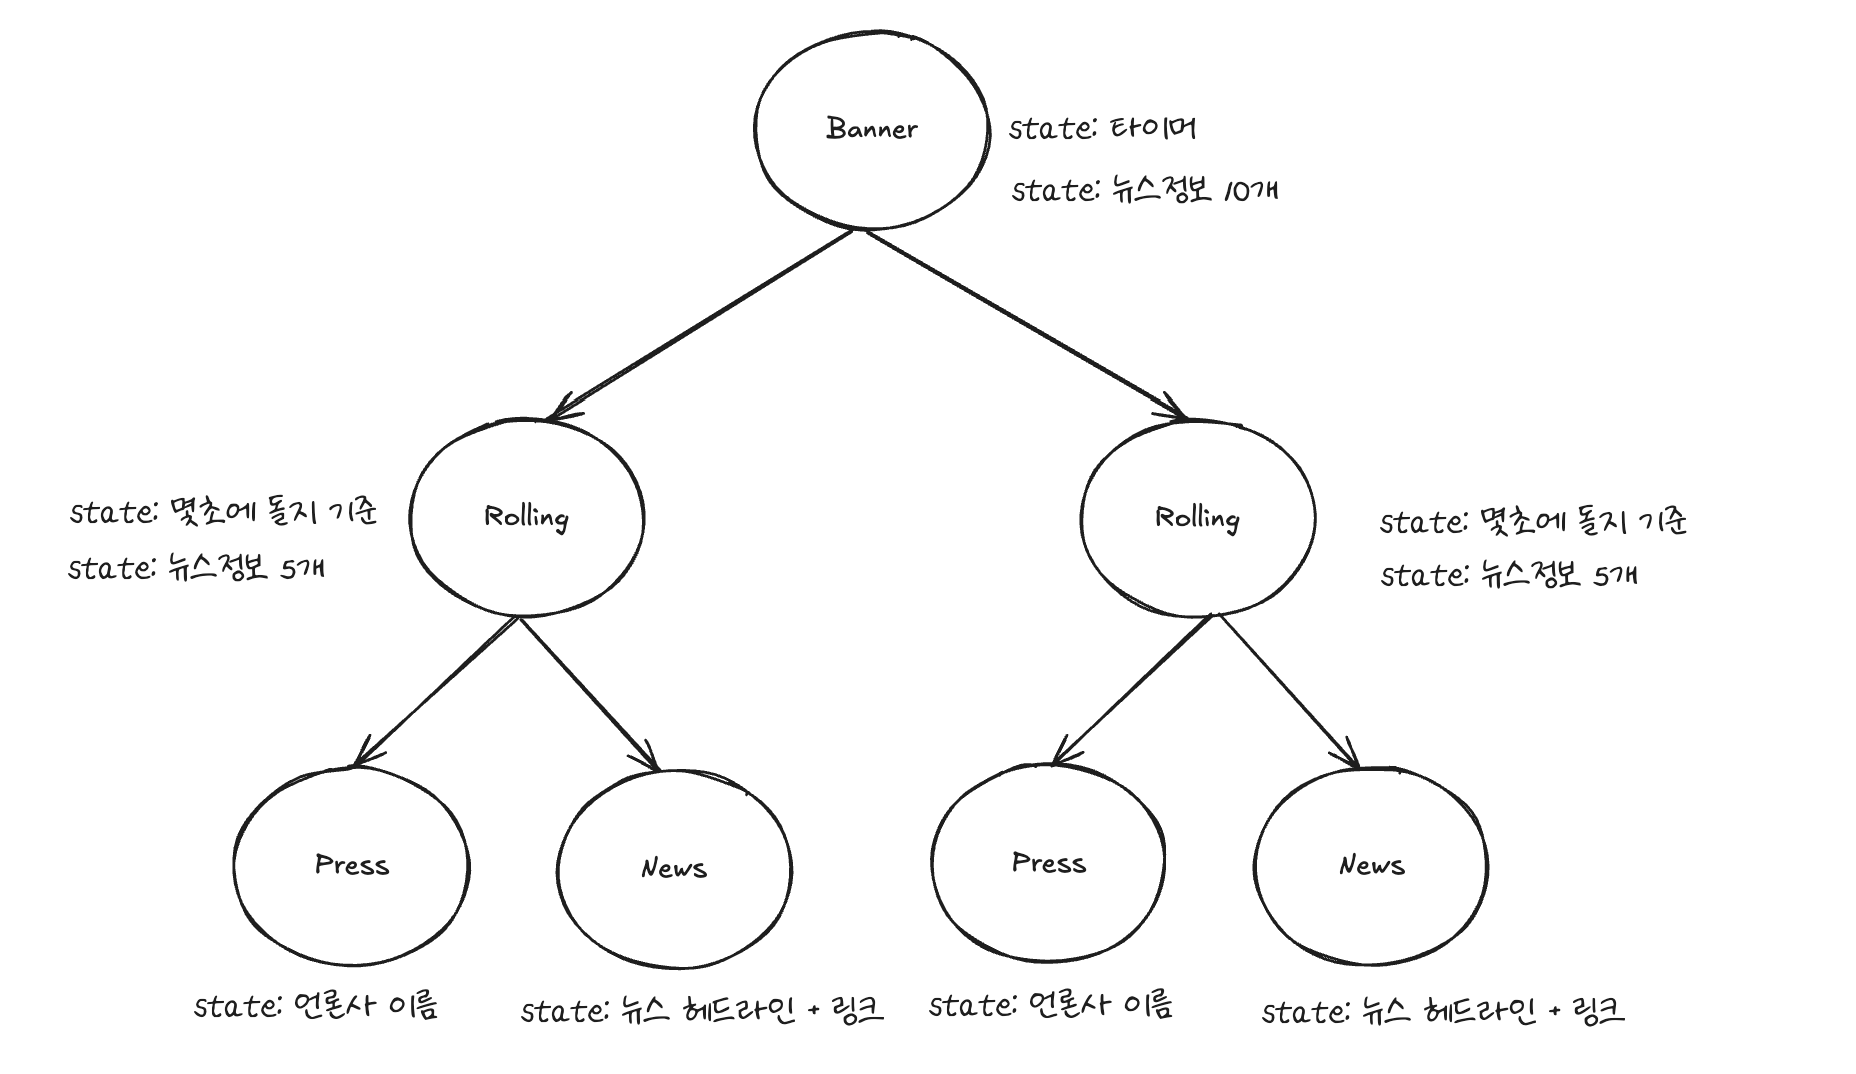 Banner
state: 타이머
state: 뉴스정보 10개
state: 몇초에 돌지 기준
state: 뉴스정보 5개
Rolling
Rolling
state: 몇초에 돌지 기준
state: 뉴스정보 5개
Press
News
Press
News
state: 언론사 이름
state: 뉴스 헤드라인 + 링크
state: 언론사 이름
state: 뉴스 헤드라인 + 링크